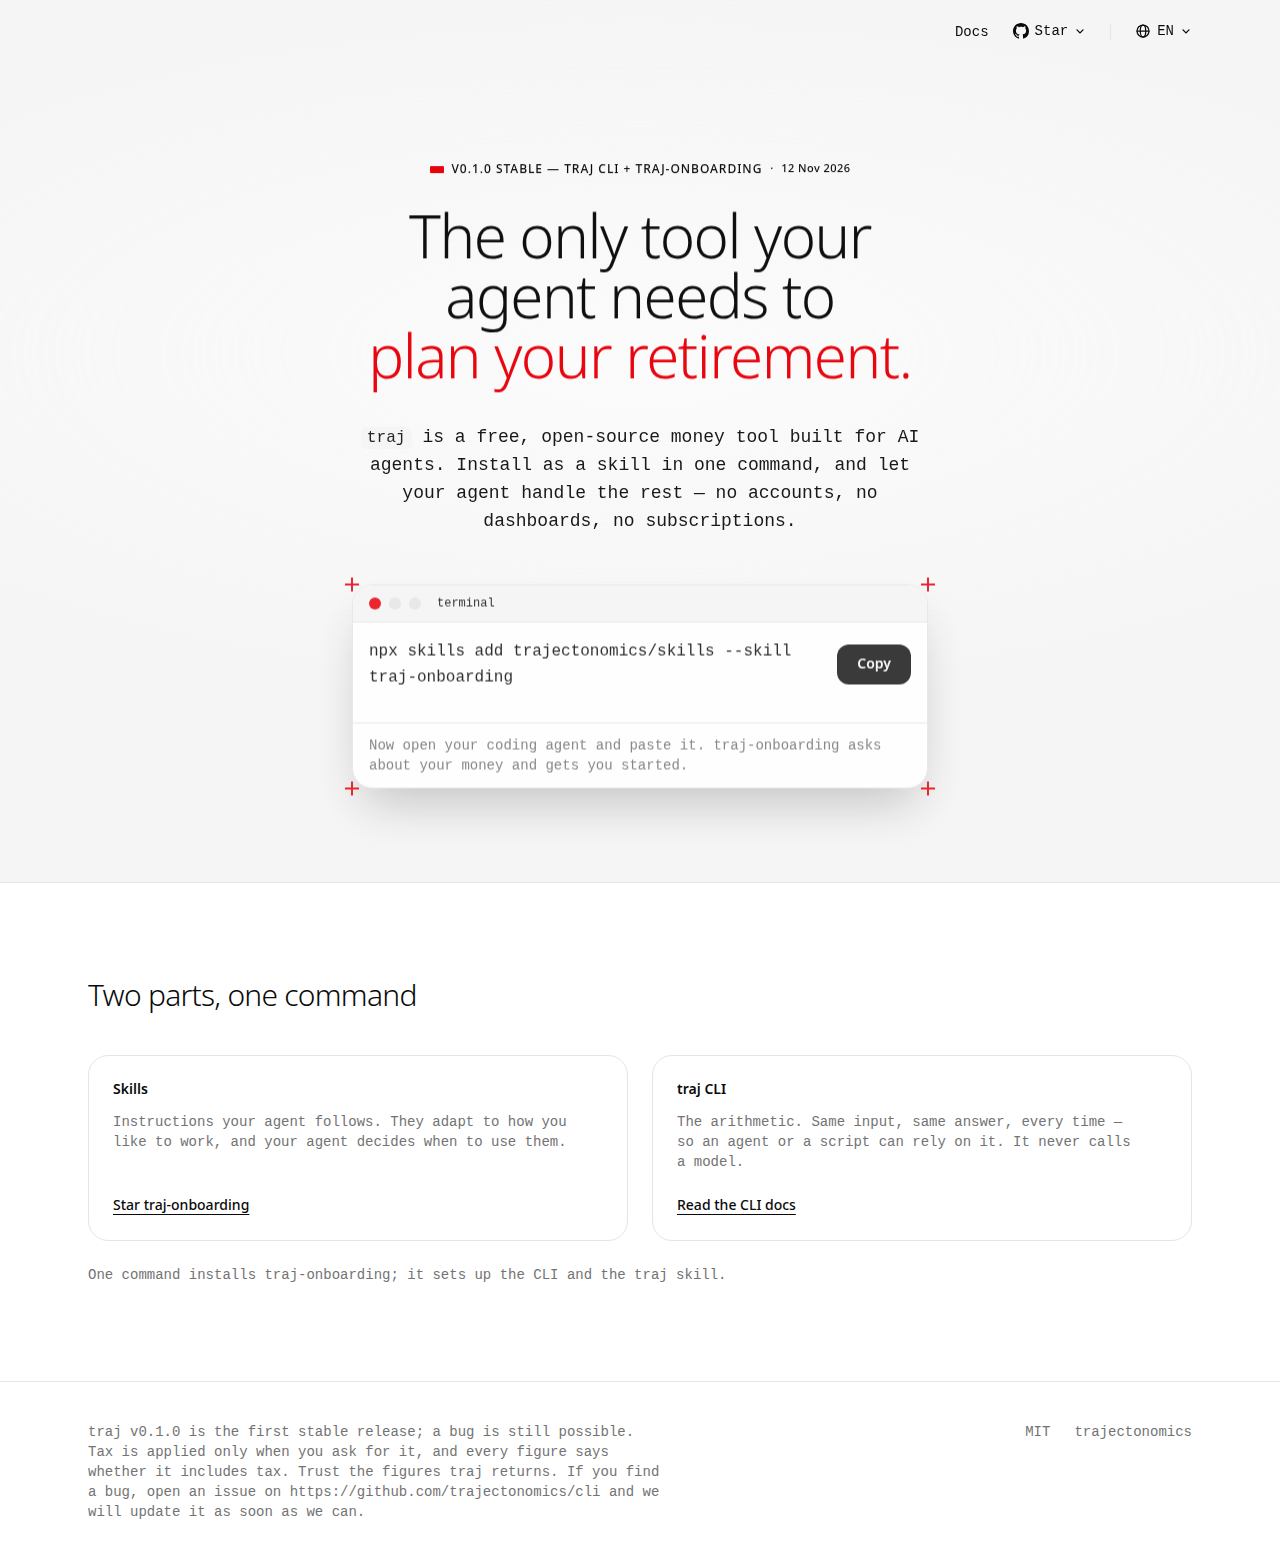 Docs Star EN
V0.1.0 STABLE — TRAJ CLI + TRAJ-ONBOARDING · 12 Nov 2026
The only tool your
agent needs to
plan your retirement.
traj is a free, open-source money tool built for AI
agents. Install as a skill in one command, and let
your agent handle the rest — no accounts, no
dashboards, no subscriptions.
terminal
npx skills add trajectonomics/skills --skill
traj-onboarding
Copy
Now open your coding agent and paste it. traj-onboarding asks
about your money and gets you started.
Two parts, one command
Skills
Instructions your agent follows. They adapt to how you
like to work, and your agent decides when to use them.
Star traj-onboarding
traj CLI
The arithmetic. Same input, same answer, every time —
so an agent or a script can rely on it. It never calls
a model.
Read the CLI docs
One command installs traj-onboarding; it sets up the CLI and the traj skill.
traj v0.1.0 is the first stable release; a bug is still possible.
Tax is applied only when you ask for it, and every figure says
whether it includes tax. Trust the figures traj returns. If you find
a bug, open an issue on https://github.com/trajectonomics/cli and we
will update it as soon as we can.
MIT trajectonomics